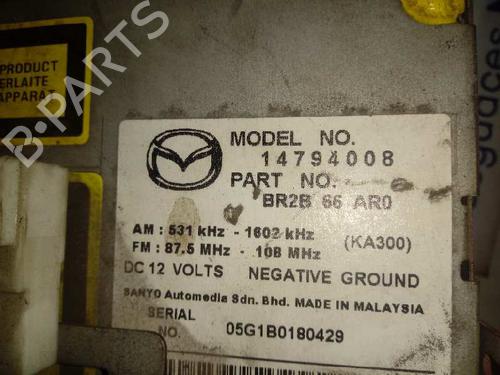 PRODUCT
ERLAITE
APPARAT
B-PARTS
MODEL NO.
14794008
PART NO.
BR2B 66 AR0
AM : 531 kHz - 1602 kHz
(KA300)
FM : 87.5 MHz - 108 MHz
DC 12 VOLTS NEGATIVE GROUND
SANYO Automedia Sdn. Bhd. MADE IN MALAYSIA
SERIAL
NO. 05G1B0180429